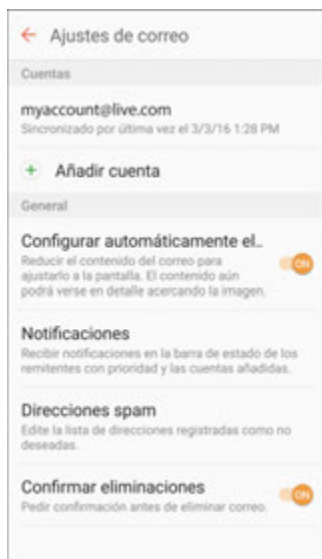 Ajustes de correo
Cuentas
myaccount@live.com
Sincronizado por última vez el 3/3/16 1:28 PM
Añadir cuenta
General
Configurar automáticamente el..
Reducir el contenido del correo para
ajustarlo a la pantalla. El contenido aún
podrá verse en detalle acercando la imagen.
ON
Notificaciones
Recibir notificaciones en la barra de estado de los
remitentes con prioridad y las cuentas añadidas.
Direcciones spam
Edite la lista de direcciones registradas como no
deseadas.
Confirmar eliminaciones
Pedir confirmación antes de eliminar correo.
ON